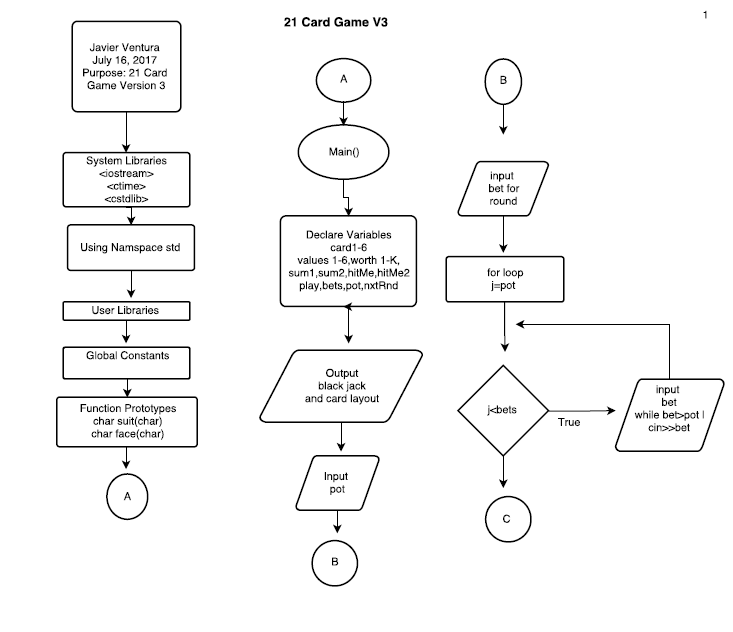 21 Card Game V3
1
Javier Ventura
July 16, 2017
Purpose: 21 Card
Game Version 3
System Libraries
<iostream>
<ctime>
<cstdlib>
Using Namspace std
User Libraries
Global Constants
Function Prototypes
char suit(char)
char face(char)
A
A
Main()
Declare Variables
card1-6
values 1-6,worth 1-K,
sum1,sum2,hitMe,hitMe2
play,bets,pot,nxtRnd
Output
black jack
and card layout
Input
pot
B
B
input
bet for
round
for loop
j=pot
j<bets
True
input
bet
while bet>pot |
cin>>bet
C